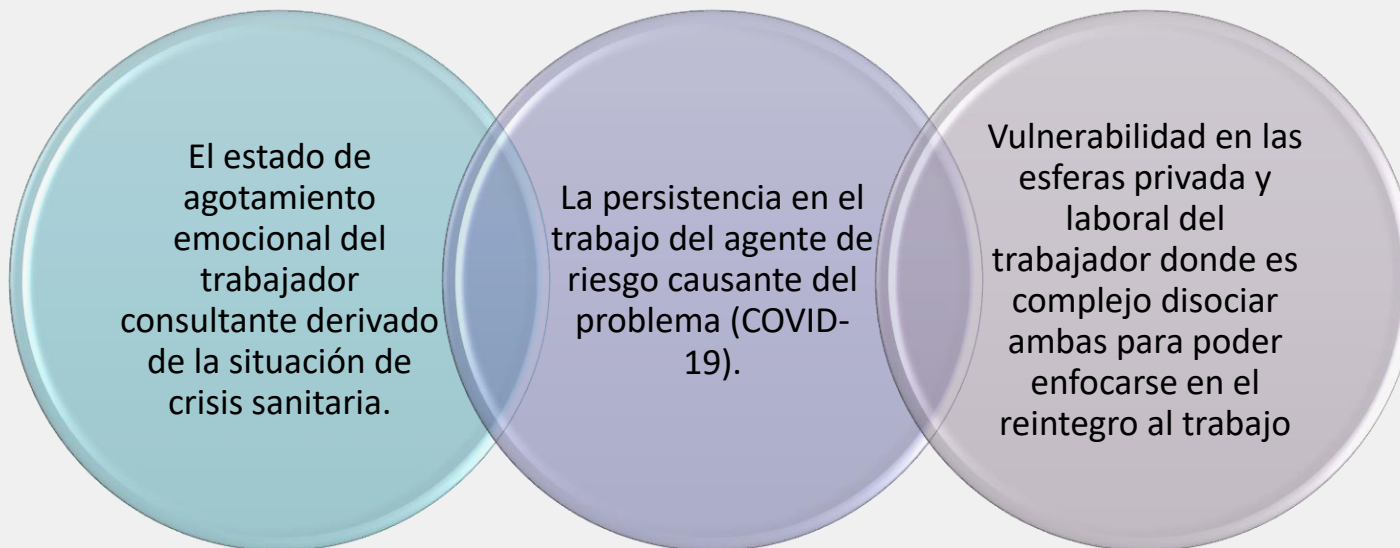 El estado de
agotamiento
emocional del
trabajador
consultante derivado
de la situación de
crisis sanitaria.
La persistencia en el
trabajo del agente de
riesgo causante del
problema (COVID-
19).
Vulnerabilidad en las
esferas privada y
laboral del
trabajador donde es
complejo disociar
ambas para poder
enfocarse en el
reintegro al trabajo